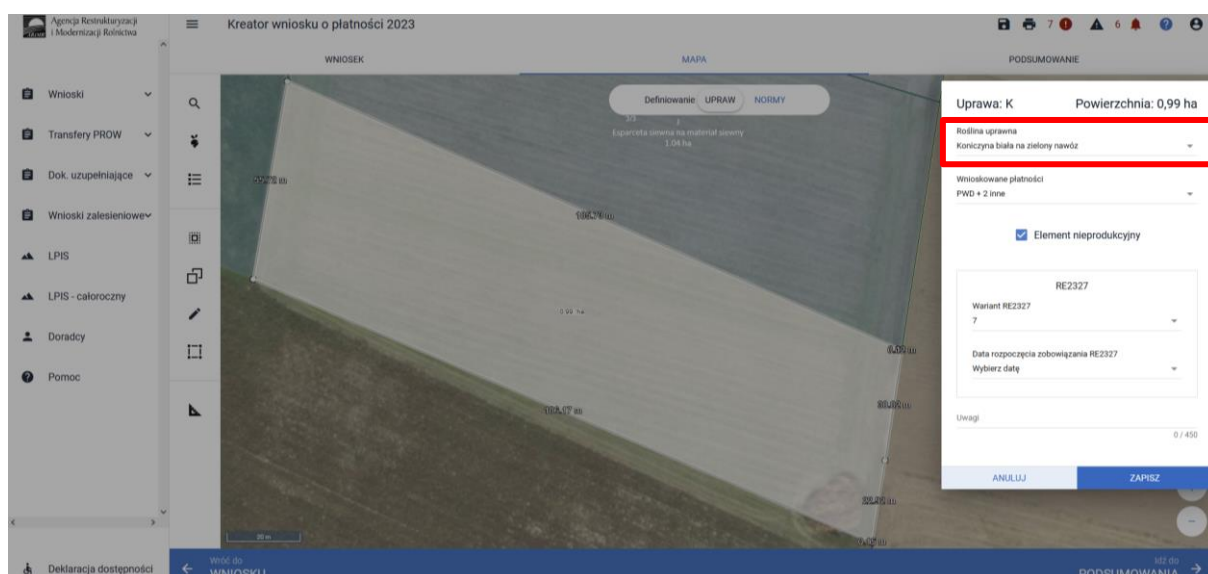 Agencja Restrukturyzacji
i Modernizacji Rolnictwa
Kreator wniosku o płatności 2023
7
6
WNIOSEK
MAPA
PODSUMOWANIE
Wnioski
Transfery PROW
Dok. uzupełniające
Wnioski zalesieniowe
LPIS
LPIS - całoroczny
Doradcy
Pomoc
Deklaracja dostępności
Definiowanie UPRAW NORMY
Esparceta siewna na materiał siewny
1.04 ha
0.99 ha
20 m
Uprawa: K Powierzchnia: 0,99 ha
Roślina uprawna
Koniczyna biała na zielony nawóz
Wnioskowane płatności
PWD + 2 inne
Element nieprodukcyjny
RE2327
Wariant RE2327
7
Data rozpoczęcia zobowiązania RE2327
Wybierz datę
Uwagi
0 / 450
ANULUJ ZAPISZ
Wróć do
WNIOSKU
Idź do
PODSUMOWANIA